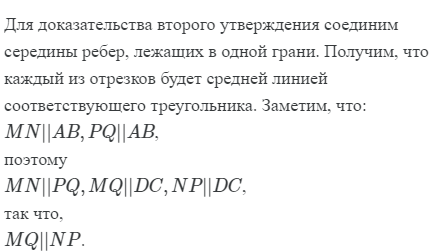 Для доказательства второго утверждения соединим
середины ребер, лежащих в одной грани. Получим, что
каждый из отрезков будет средней линией
соответствующего треугольника. Заметим, что:
MN||AB, PQ||AB,
поэтому
MN||PQ, MQ||DC, NP||DC,
так что,
MQ||NP.